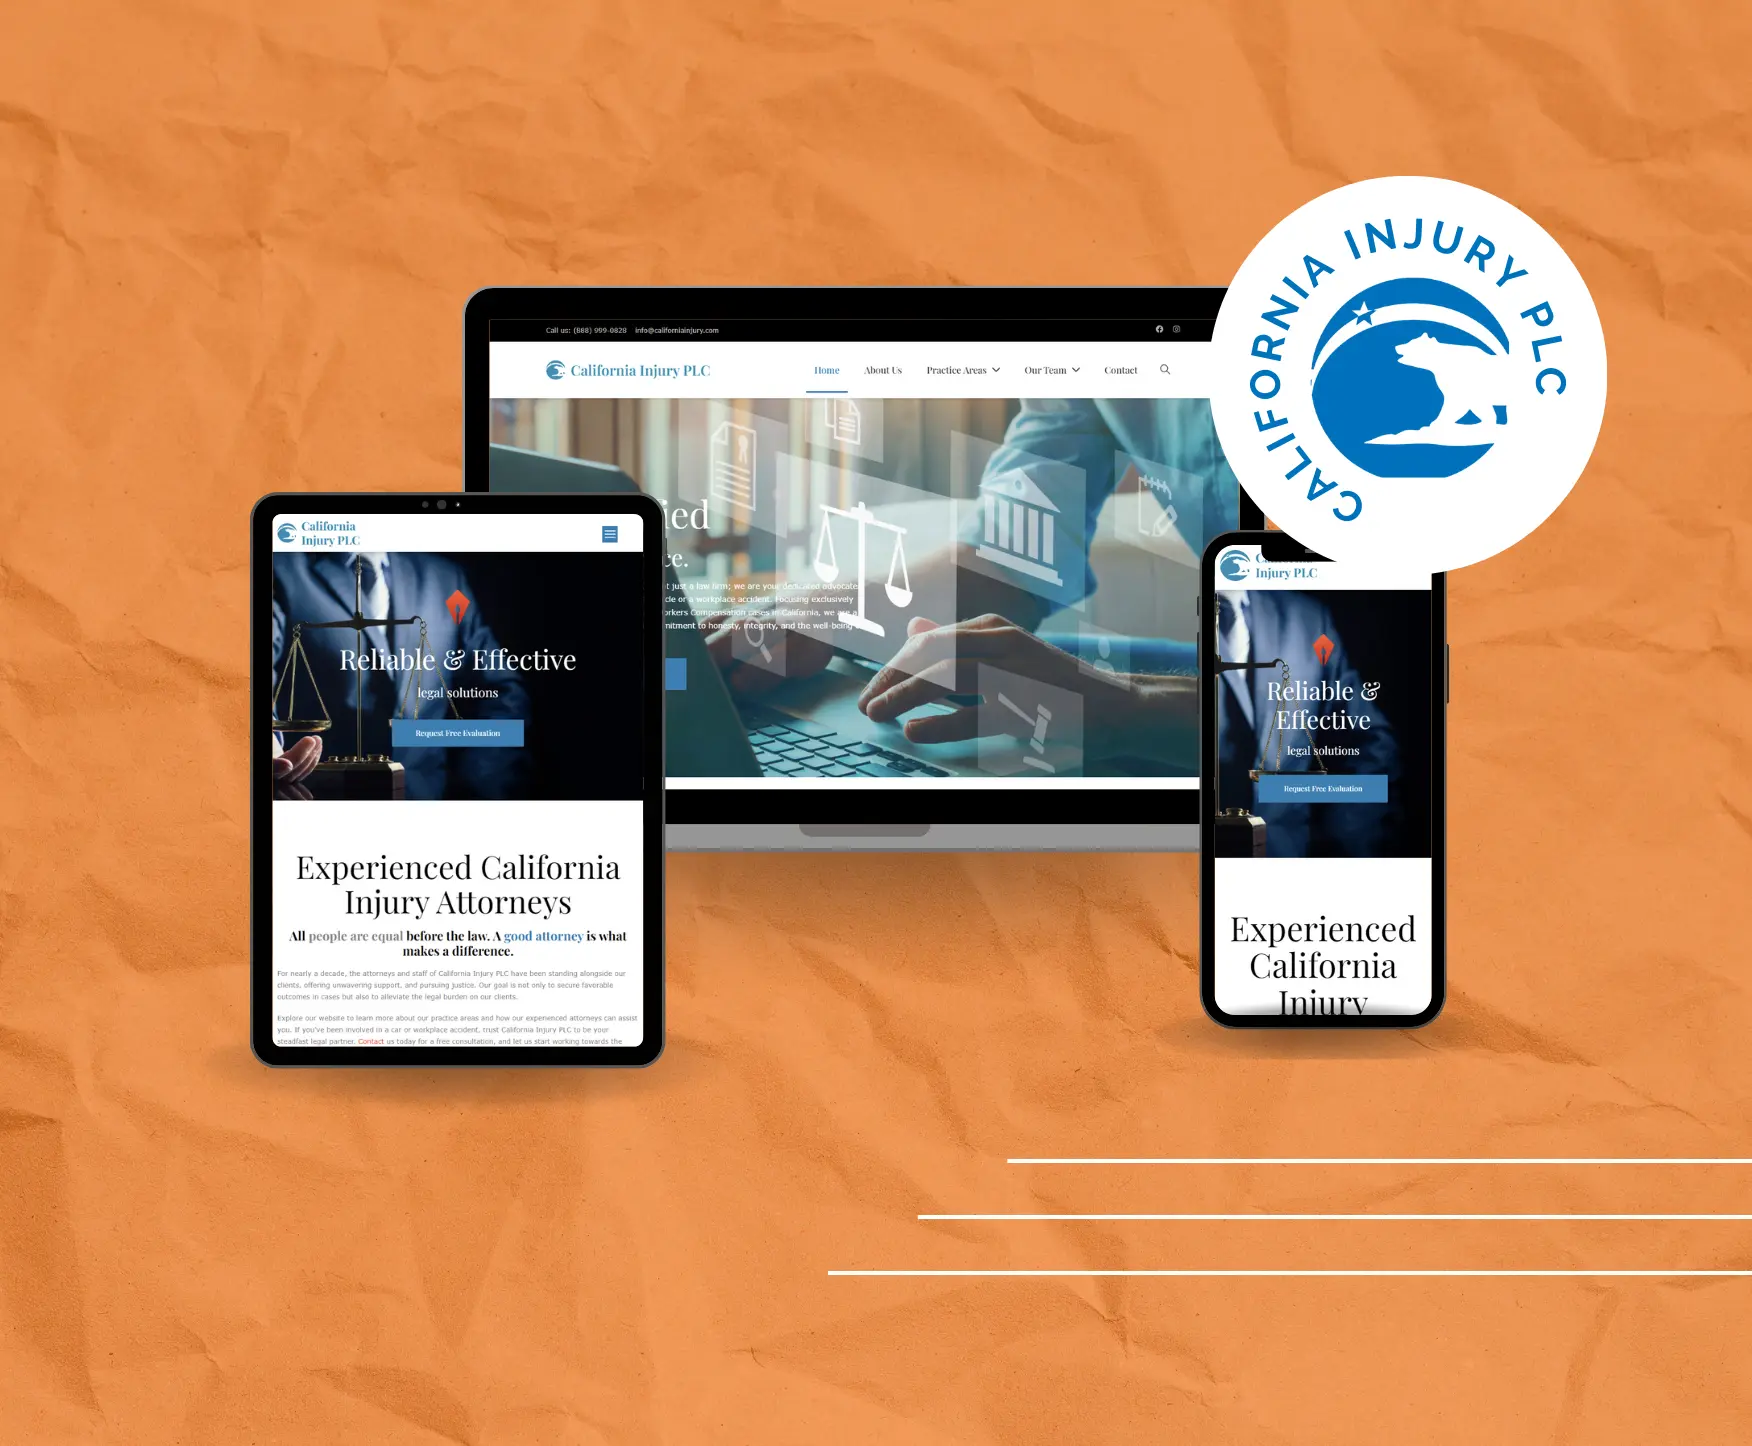 CALIFORNIA INJURY PLC
Call us: (888) 999-0828 info@californiainjury.com
California Injury PLC
Home About Us Practice Areas Our Team Contact
ied
ce.
t just a law firm; we are your dedicated advocates
cle or a workplace accident. Focusing exclusively
orkers Compensation cases in California, we are a
mitment to honesty, integrity, and the well-being
California
Injury PLC
Reliable & Effective
legal solutions
Request Free Evaluation
Experienced California
Injury Attorneys
All people are equal before the law. A good attorney is what
makes a difference.
For nearly a decade, the attorneys and staff of California Injury PLC have been standing alongside our
clients, offering unwavering support, and pursuing justice. Our goal is not only to secure favorable
outcomes in cases but also to alleviate the legal burden on our clients.
Explore our website to learn more about our practice areas and how our experienced attorneys can assist
you. If you've been involved in a car or workplace accident, trust California Injury PLC to be your
steadfast legal partner. Contact us today for a free consultation, and let us start working towards the
Injury PLC
Reliable &
Effective
legal solutions
Request Free Evaluation
Experienced
California
Injury